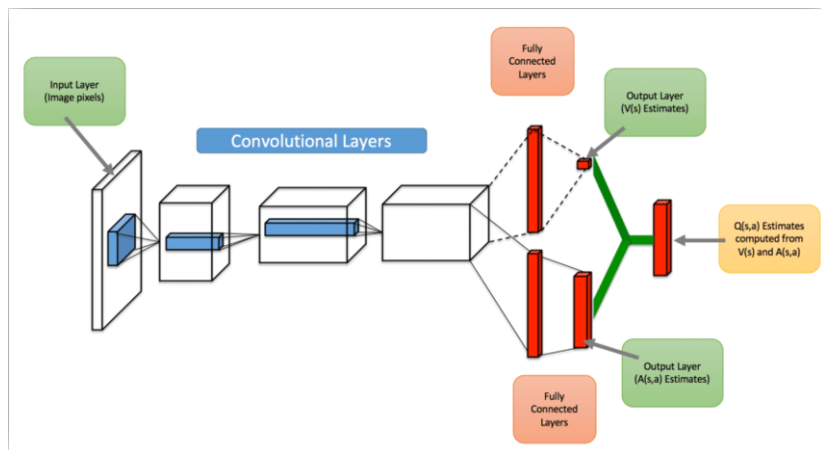 Fully
Connected
Layers
Input Layer
(Image pixels)
Output Layer
(V(s) Estimates)
Convolutional Layers
Q(s,a) Estimates
computed from
V(s) and A(s,a)
Output Layer
(A(s,a) Estimates)
Fully
Connected
Layers